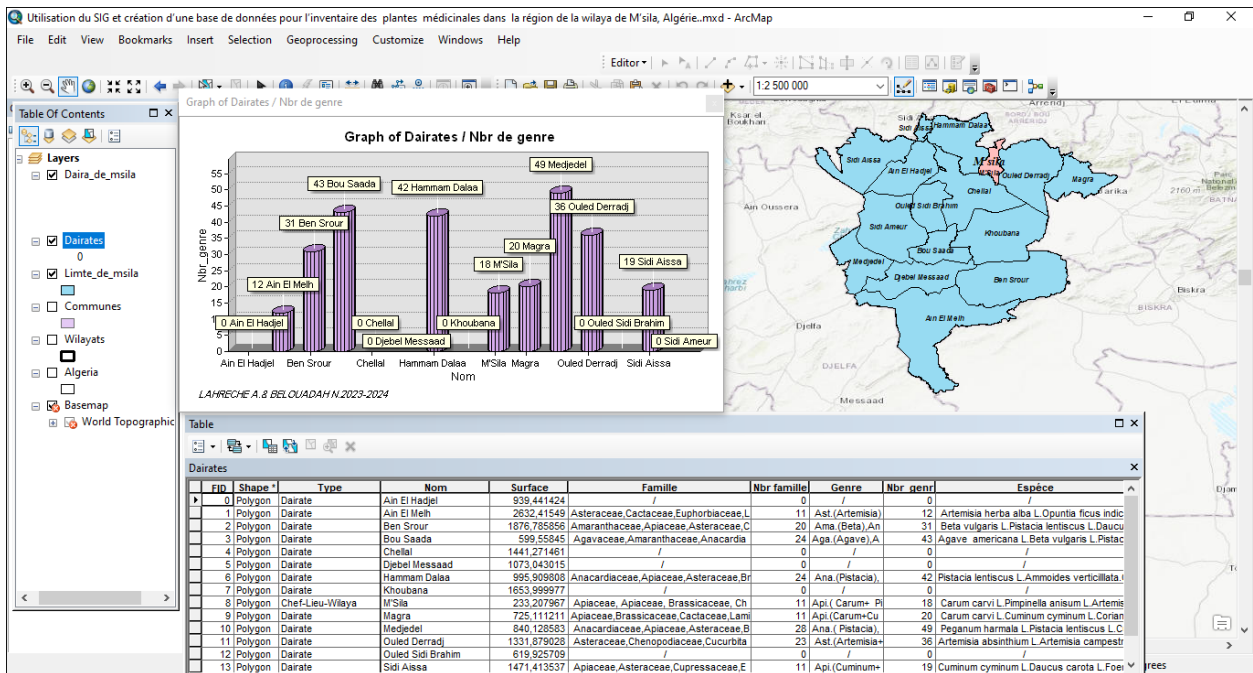 Utilisation du SIG et création d'une base de données pour l'inventaire des plantes médicinales dans la région de la wilaya de M'sila, Algérie..mxd - ArcMap
File Edit View Bookmarks Insert Selection Geoprocessing Customize Windows Help
Editor
1:2 500 000
Table Of Contents
Layers
Daira_de_msila
Dairates
0
Limte_de_msila
Communes
Wilayats
Algeria
Basemap
World Topographic
Graph of Dairates / Nbr de genre
Graph of Dairates / Nbr de genre
Nbr_genre
55
50
45
40
35
30
25
20
15
5
0
49 Medjedel
43 Bou Saada
42 Hammam Dalaa
36 Ouled Derradj
31 Ben Srour
20 Magra
18 M'Sila
19 Sidi Aissa
12 Ain El Melh
0 Ain El Hadjel
0 Chellal
0 Khoubana
0 Ouled Sidi Brahim
0 Djebel Messaad
0 Sidi Ameur
Ain El Hadjel Ben Srour Chellal Hammam Dalaa M'Sila Magra Ouled Derradj Sidi Aissa
Nom
LAHRECHE A.& BELOUADAH N.2023-2024
Ksar el
Boukhari
Sidi Aissa
Hammam Dalaa
BORDJ BOU
ARRERIDJ
Sidi Aissa
Ain El Hadjel
M'sila
M'Sila
Ouled Derradj
Magra
Chellal
Ain Oussera
Ouled Sidi Brahim
Sidi Ameur
Khoubana
Bou Saada
Medjedel
Djebel Messaad
Ben Srour
Ain El Melh
Djelfa
DJELFA
Messaad
Biskra
BISKRA
Parc
National
2160 m
BATNA
Djam
Table
Dairates
FID Shape * Type Nom Surface Famille Nbr famille Genre Nbr_genr Espéce
0 Polygon Dairate Ain El Hadjel 939,441424 / 0 / 0 /
1 Polygon Dairate Ain El Melh 2632,41549 Asteraceae,Cactaceae,Euphorbiaceae,L 11 Ast.(Artemisia) 12 Artemisia herba alba L.Opuntia ficus indic
2 Polygon Dairate Ben Srour 1876,785856 Amaranthaceae,Apiaceae,Asteraceae,C 20 Ama.(Beta),An 31 Beta vulgaris L.Pistacia lentiscus L.Daucu
3 Polygon Dairate Bou Saada 599,55845 Agavaceae,Amaranthaceae,Anacardia 24 Aga.(Agave),A 43 Agave americana L.Beta vulgaris L.Pistac
4 Polygon Dairate Chellal 1441,271461 / 0 / 0 /
5 Polygon Dairate Djebel Messaad 1073,043015 / 0 / 0 /
6 Polygon Dairate Hammam Dalaa 995,909808 Anacardiaceae,Apiaceae,Asteraceae,Br 24 Ana.(Pistacia), 42 Pistacia lentiscus L.Ammoides verticilllata.
7 Polygon Dairate Khoubana 1653,999977 / 0 / 0 /
8 Polygon Chef-Lieu-Wilaya M'Sila 233,207967 Apiaceae, Apiaceae, Brassicaceae, Ch 11 Api.( Carum+ Pi 18 Carum carvi L.Pimpinella anisum L.Artemis
9 Polygon Dairate Magra 725,111211 Apiaceae,Brassicaceae,Cactaceae,Lami 11 Api.(Carum+Cu 20 Carum carvi L.Cuminum cyminum L.Corian
10 Polygon Dairate Medjedel 840,128583 Anacardiaceae,Apiaceae,Asteraceae,B 28 Ana.( Pistacia), 49 Peganum harmala L.Pistacia lentiscus L.C
11 Polygon Dairate Ouled Derradj 1331,879028 Asteraceae,Chenopodiaceae,Cucurbita 23 Ast.(Artemisia+ 36 Artemisia absinthium L.Artemisia campest
12 Polygon Dairate Ouled Sidi Brahim 619,925709 / 0 / 0 /
13 Polygon Dairate Sidi Aissa 1471,413537 Apiaceae,Asteraceae,Cupressaceae,E 11 Api.(Cuminum+ 19 Cuminum cyminum L.Daucus carota L.Foe